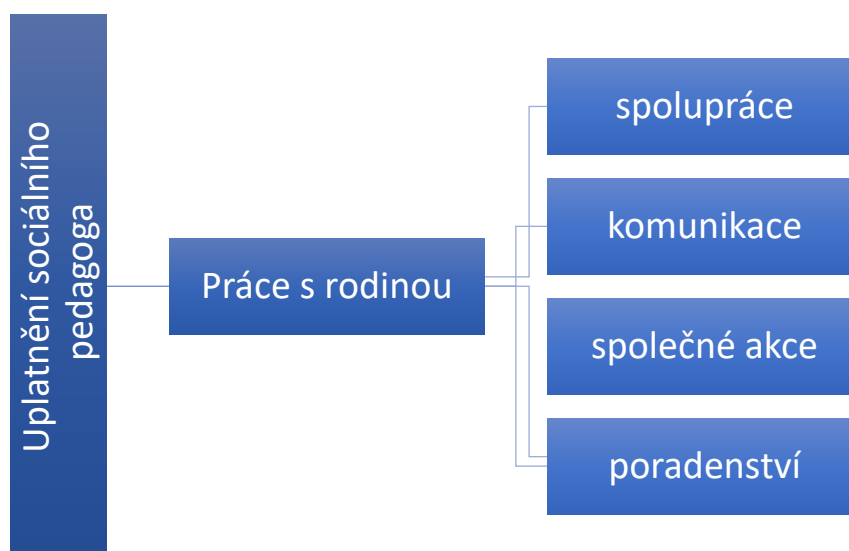 Uplatnění sociálního
pedagoga
Práce s rodinou
spolupráce
komunikace
společné akce
poradenství